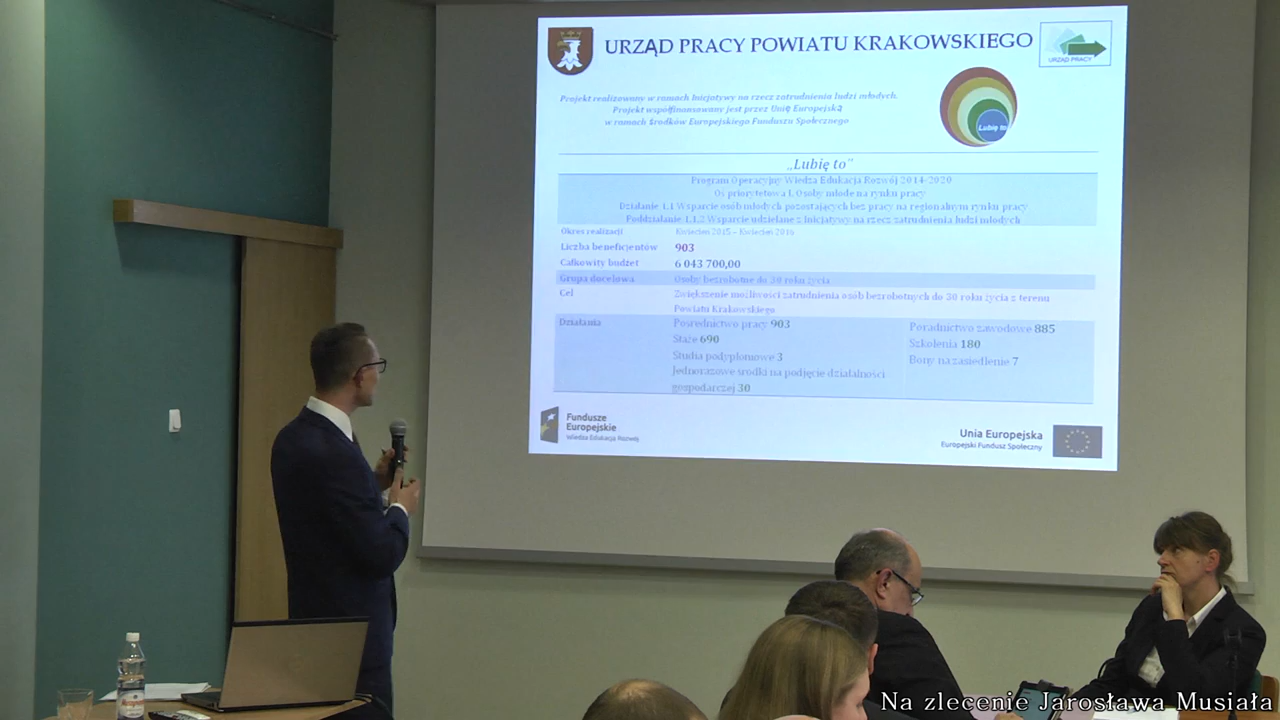 URZĄD PRACY POWIATU KRAKOWSKIEGO
URZĄD PRACY
Projekt realizowany w ramach Inicjatywy na rzecz zatrudnienia ludzi młodych.
Projekt współfinansowany jest przez Unię Europejską
w ramach środków Europejskiego Funduszu Społecznego
Lubię to
„Lubię to”
Program Operacyjny Wiedza Edukacja Rozwój 2014-2020
Oś priorytetowa I. Osoby młode na rynku pracy
Działanie 1.1 Wsparcie osób młodych pozostających bez pracy na regionalnym rynku pracy
Poddziałanie 1.1.2 Wsparcie udzielane z Inicjatywy na rzecz zatrudnienia ludzi młodych
Okres realizacji Kwiecień 2015 – Kwiecień 2016
Liczba beneficjentów 903
Całkowity budżet 6 043 700,00
Grupa docelowa Osoby bezrobotne do 30 roku życia
Cel Zwiększenie możliwości zatrudnienia osób bezrobotnych do 30 roku życia z terenu
Powiatu Krakowskiego
Działania Pośrednictwo pracy 903 Poradnictwo zawodowe 885
Staże 690 Szkolenia 180
Studia podyplomowe 3 Bony na zasiedlenie 7
Jednorazowe środki na podjęcie działalności
gospodarczej 30
Fundusze
Europejskie
Wiedza Edukacja Rozwój
Unia Europejska
Europejski Fundusz Społeczny
Na zlecenie Jarosława Musiała